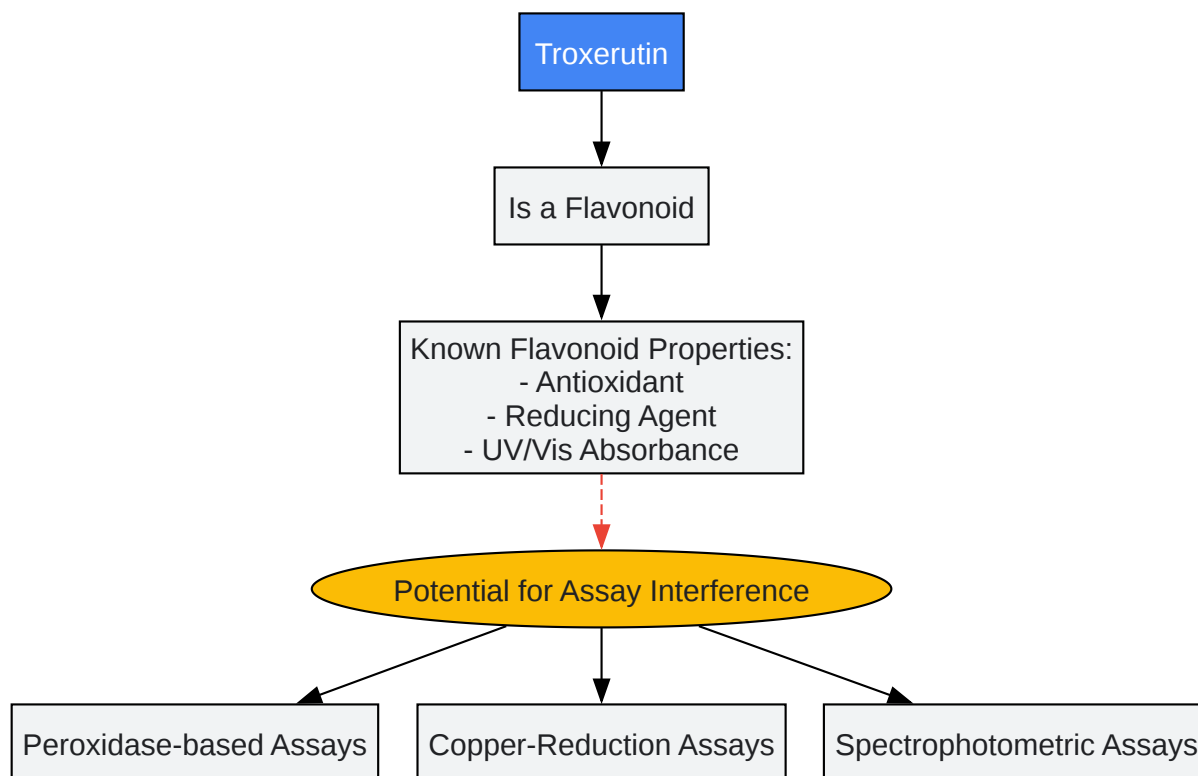 Troxerutin
Is a Flavonoid
Known Flavonoid Properties:
- Antioxidant
- Reducing Agent
- UV/Vis Absorbance
Potential for Assay Interference
Peroxidase-based Assays
Copper-Reduction Assays
Spectrophotometric Assays